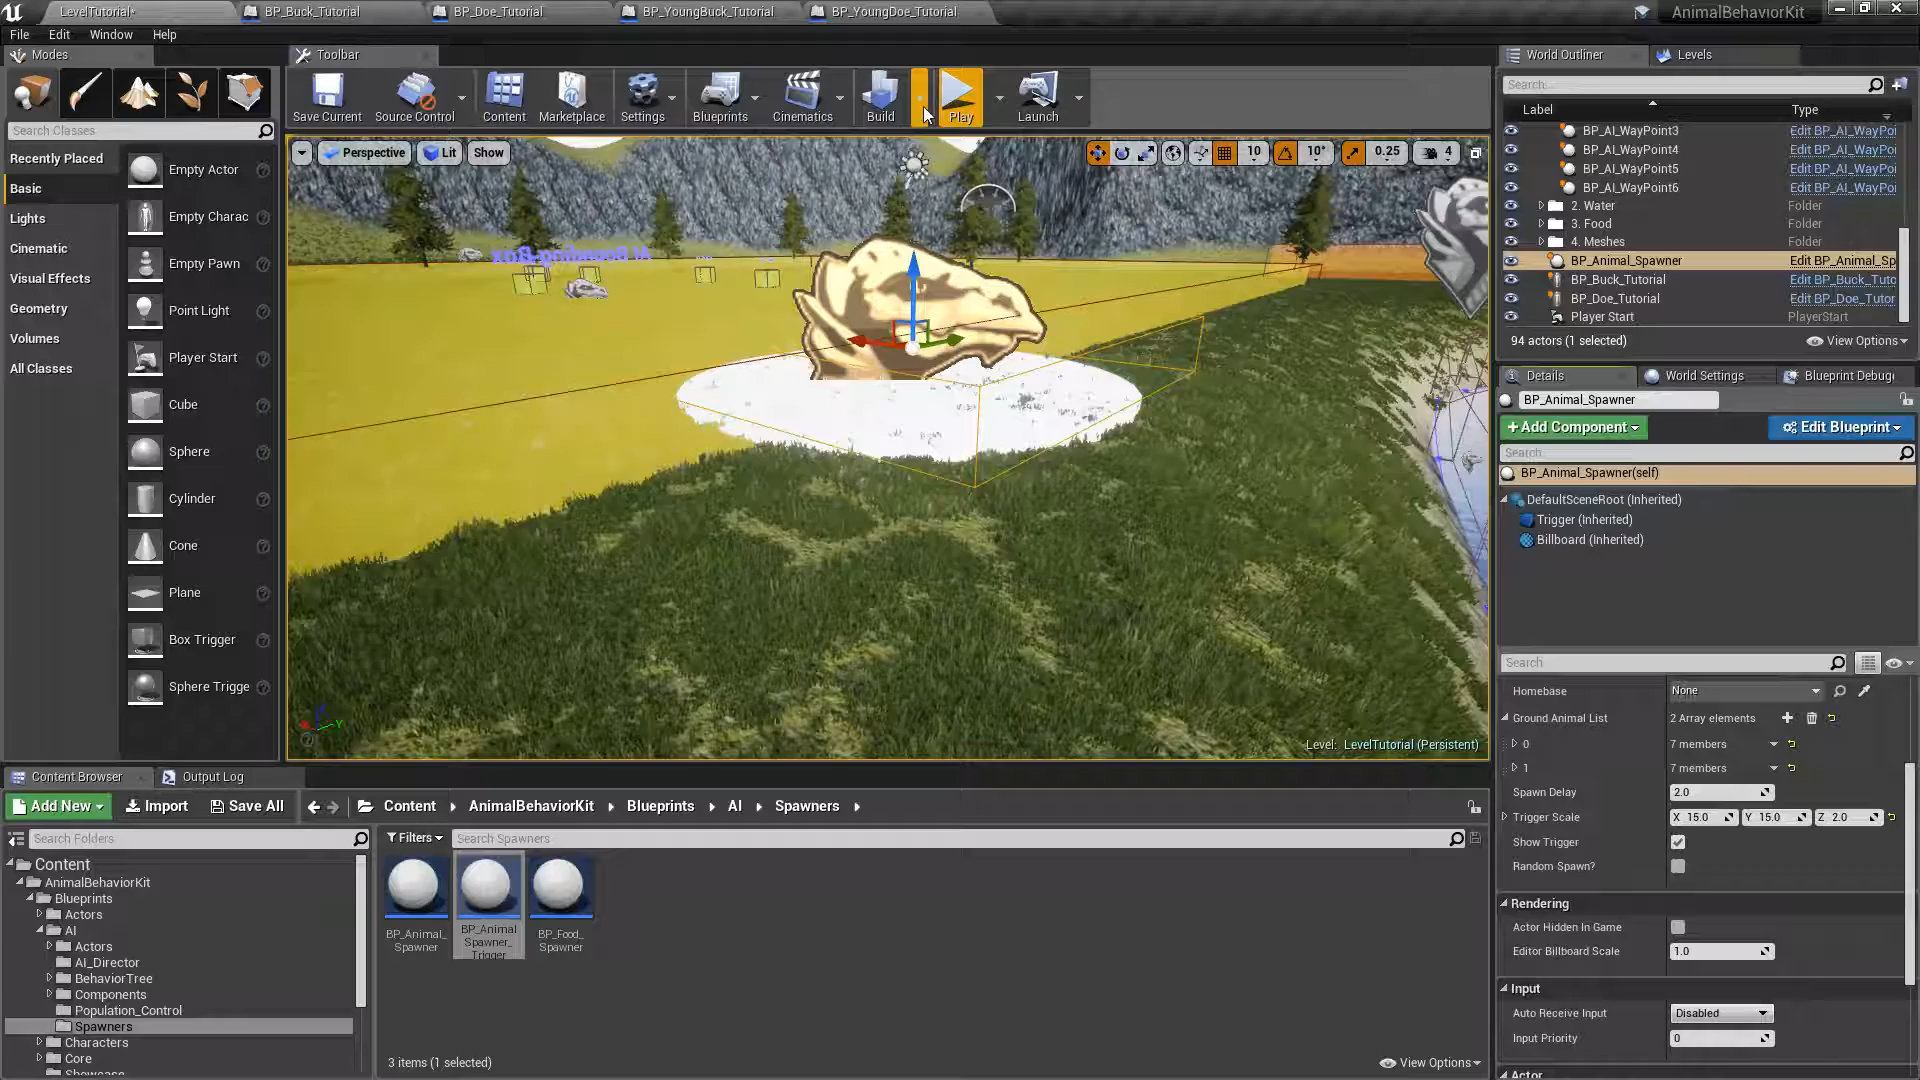 LevelTutorial*
BP_Buck_Tutorial
BP_Doe_Tutorial
BP_YoungBuck_Tutorial
BP_YoungDoe_Tutorial
AnimalBehaviorKit
File Edit Window Help
Modes
Search Classes
Recently Placed
Basic
Lights
Cinematic
Visual Effects
Geometry
Volumes
All Classes
Empty Actor
Empty Charac
Empty Pawn
Point Light
Player Start
Cube
Sphere
Cylinder
Cone
Plane
Box Trigger
Sphere Trigge
Toolbar
Save Current
Source Control
Content
Marketplace
Settings
Blueprints
Cinematics
Build
Play
Launch
Perspective
Lit
Show
10
10°
0.25
4
AI Bounding Box
X
Y
Level: LevelTutorial (Persistent)
World Outliner
Levels
Search...
Label Type
BP_AI_WayPoint3 Edit BP_AI_WayPoi
BP_AI_WayPoint4 Edit BP_AI_WayPoi
BP_AI_WayPoint5 Edit BP_AI_WayPoi
BP_AI_WayPoint6 Edit BP_AI_WayPoi
2. Water Folder
3. Food Folder
4. Meshes Folder
BP_Animal_Spawner Edit BP_Animal_Sp
BP_Buck_Tutorial Edit BP_Buck_Tuto
BP_Doe_Tutorial Edit BP_Doe_Tutor
Player Start PlayerStart
94 actors (1 selected)
View Options
Details
World Settings
Blueprint Debug
BP_Animal_Spawner
+Add Component
Edit Blueprint
Search
BP_Animal_Spawner(self)
DefaultSceneRoot (Inherited)
Trigger (Inherited)
Billboard (Inherited)
Search
Homebase None
Ground Animal List 2 Array elements
0 7 members
1 7 members
Spawn Delay 2.0
Trigger Scale X 15.0 Y 15.0 Z 2.0
Show Trigger
Random Spawn?
Rendering
Actor Hidden In Game
Editor Billboard Scale 1.0
Input
Auto Receive Input Disabled
Input Priority 0
Actor
Content Browser
Output Log
Add New
Import
Save All
Content
AnimalBehaviorKit
Blueprints
AI
Spawners
Search Folders
Content
AnimalBehaviorKit
Blueprints
Actors
AI
Actors
AI_Director
BehaviorTree
Components
Population_Control
Spawners
Characters
Core
Showcase
Filters
Search Spawners
BP_Animal_
Spawner
BP_Animal
Spawner_
Trigger
BP_Food_
Spawner
3 items (1 selected)
View Options